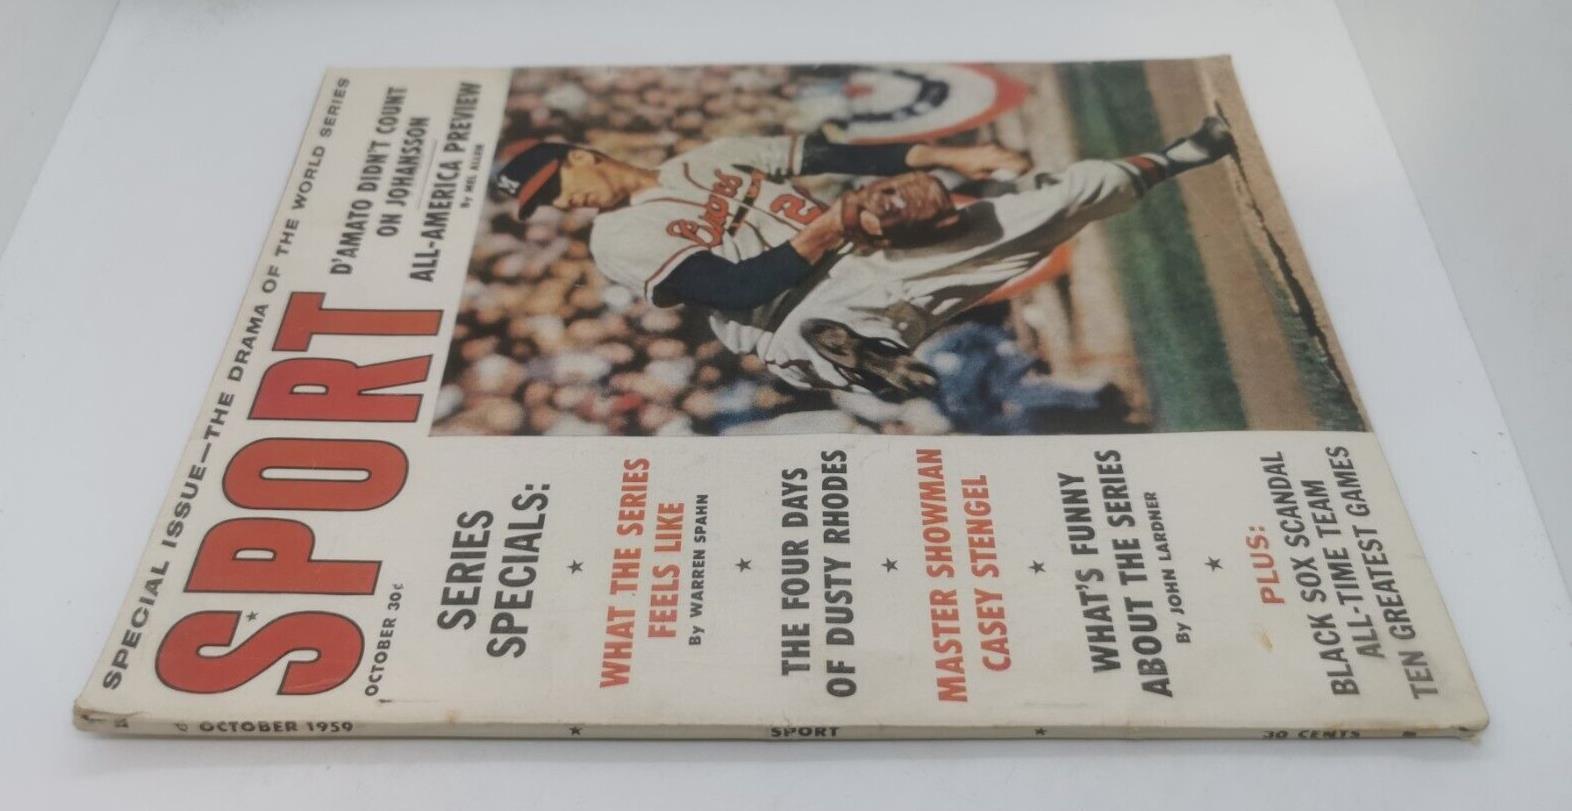 SPECIAL ISSUE—THE DRAMA OF THE WORLD SERIES
SPORT
OCTOBER 30¢
D'AMATO DIDN'T COUNT
ON JOHANSSON
ALL-AMERICA PREVIEW
By MEL ALLEN
SERIES
SPECIALS:
WHAT THE SERIES
FEELS LIKE
By WARREN SPAHN
THE FOUR DAYS
OF DUSTY RHODES
MASTER SHOWMAN
CASEY STENGEL
WHAT'S FUNNY
ABOUT THE SERIES
By JOHN LARDNER
PLUS:
BLACK SOX SCANDAL
ALL-TIME TEAM
TEN GREATEST GAMES
M
Braves
2
OCTOBER 1959
SPORT
30 CENTS